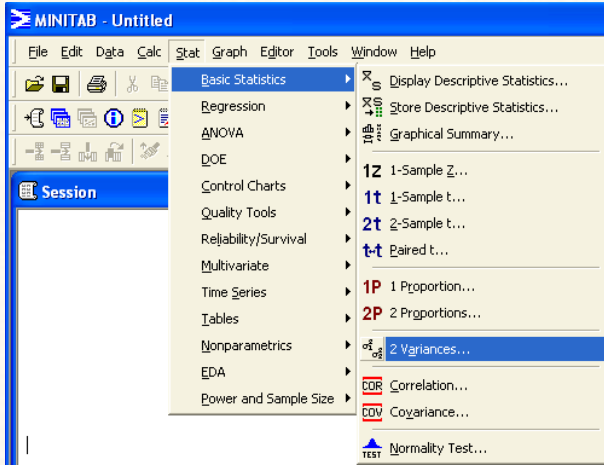 MINITAB - Untitled
File Edit Data Calc Stat Graph Editor Tools Window Help
Basic Statistics
Regression
ANOVA
DOE
Control Charts
Quality Tools
Reliability/Survival
Multivariate
Time Series
Tables
Nonparametrics
EDA
Power and Sample Size
Display Descriptive Statistics...
Store Descriptive Statistics...
Graphical Summary...
1Z 1-Sample Z...
1t 1-Sample t...
2t 2-Sample t...
t-t Paired t...
1P 1 Proportion...
2P 2 Proportions...
2 Variances...
COR Correlation...
COV Covariance...
TEST Normality Test...
Session